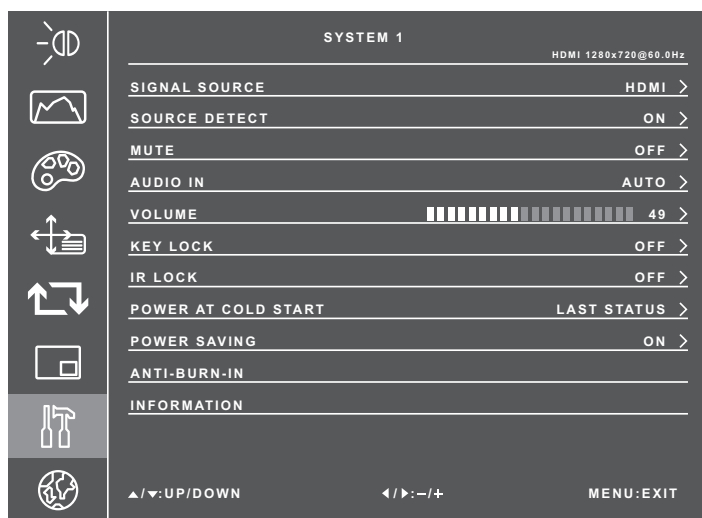 SYSTEM 1
HDMI 1280x720@60.0Hz
SIGNAL SOURCE HDMI >
SOURCE DETECT ON >
MUTE OFF >
AUDIO IN AUTO >
VOLUME 49 >
KEY LOCK OFF >
IR LOCK OFF >
POWER AT COLD START LAST STATUS >
POWER SAVING ON >
ANTI-BURN-IN
INFORMATION
▲/▼:UP/DOWN ◀/▶:−/+ MENU:EXIT